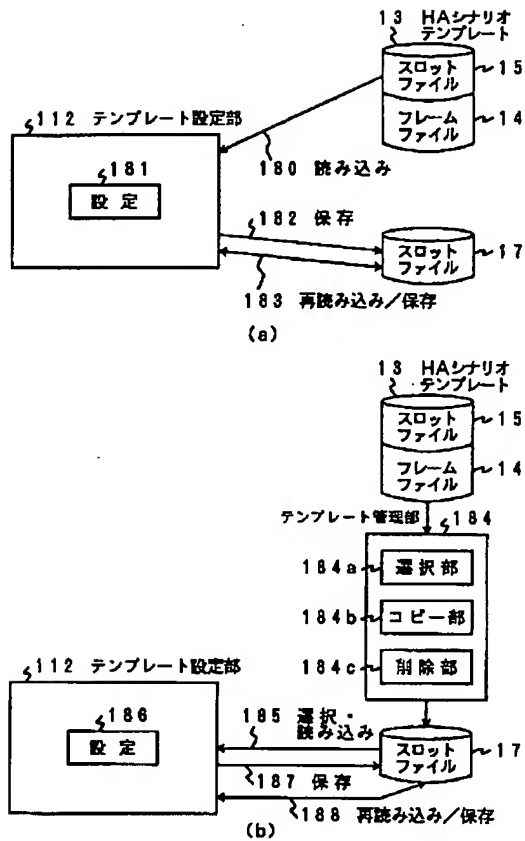 13 HAシナリオ
テンプレート
スロット
ファイル
15
フレーム
ファイル
14
112 テンプレート設定部
181
設定
180 読み込み
182 保存
スロット
ファイル
17
183 再読み込み/保存
(a)
13 HAシナリオ
テンプレート
スロット
ファイル
15
フレーム
ファイル
14
テンプレート管理部
184
184a
選択部
184b
コピー部
184c
削除部
112 テンプレート設定部
186
設定
185 選択・
読み込み
187 保存
スロット
ファイル
17
188 再読み込み/保存
(b)